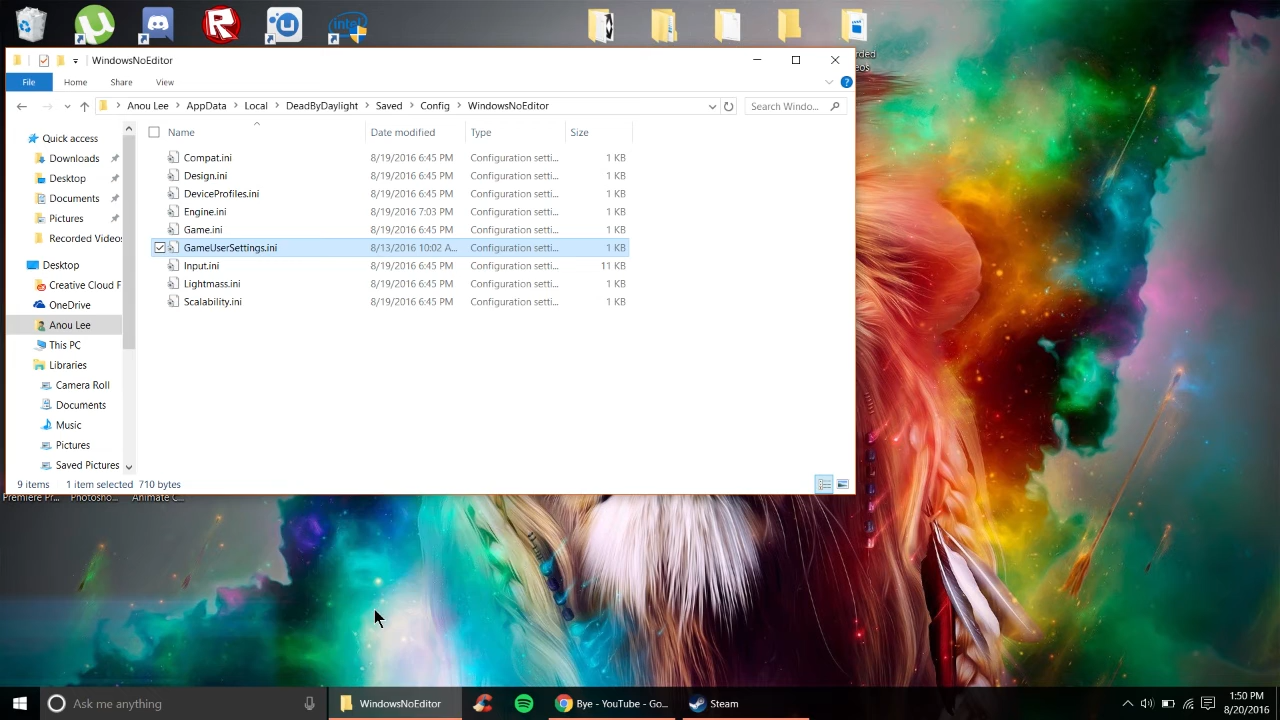 WindowsNoEditor
File Home Share View
Anou Lee AppData Local DeadByDaylight Saved Config WindowsNoEditor
Search Windo...
Name Date modified Type Size
Compat.ini 8/19/2016 6:45 PM Configuration setti... 1 KB
Design.ini 8/19/2016 6:45 PM Configuration setti... 1 KB
DeviceProfiles.ini 8/19/2016 6:45 PM Configuration setti... 1 KB
Engine.ini 8/19/2016 7:03 PM Configuration setti... 1 KB
Game.ini 8/19/2016 6:45 PM Configuration setti... 1 KB
GameUserSettings.ini 8/13/2016 10:02 A... Configuration setti... 1 KB
Input.ini 8/19/2016 6:45 PM Configuration setti... 11 KB
Lightmass.ini 8/19/2016 6:45 PM Configuration setti... 1 KB
Scalability.ini 8/19/2016 6:45 PM Configuration setti... 1 KB
Quick access
Downloads
Desktop
Documents
Pictures
Recorded Videos
Desktop
Creative Cloud F
OneDrive
Anou Lee
This PC
Libraries
Camera Roll
Documents
Music
Pictures
Saved Pictures
9 items 1 item selected 710 bytes
rded
eos
Premiere Pr... Photosho... Animate C...
intel
Ask me anything
WindowsNoEditor
Bye - YouTube - Go...
Steam
1:50 PM
8/20/2016